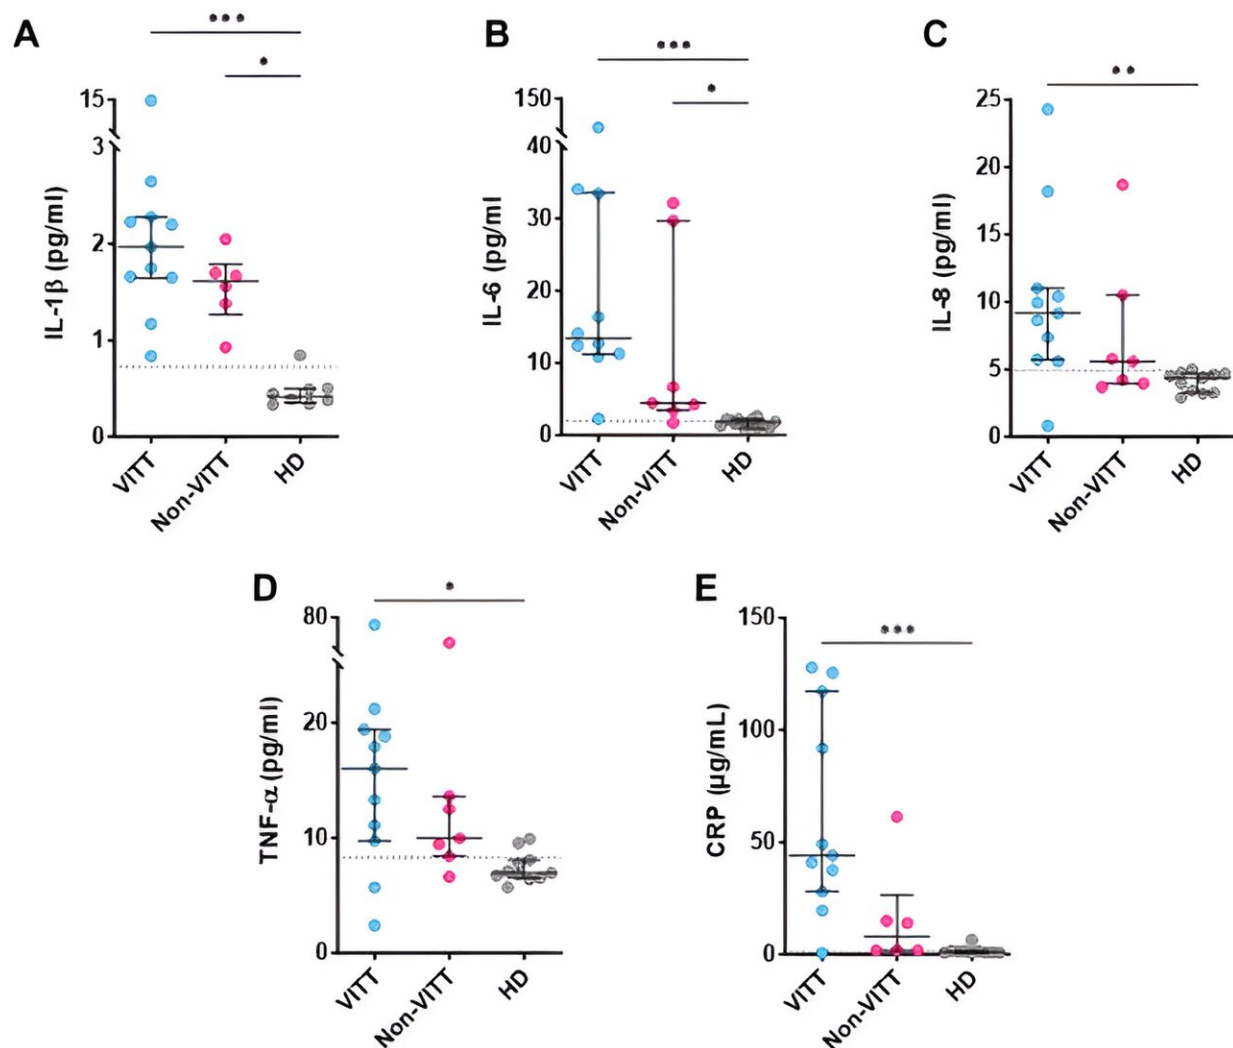 A
***
*
IL-1β (pg/ml)
15
3
2
1
0
VITT
Non-VITT
HD
B
***
*
IL-6 (pg/ml)
150
40
30
20
10
0
VITT
Non-VITT
HD
C
**
IL-8 (pg/ml)
25
20
15
10
5
0
VITT
Non-VITT
HD
D
*
TNF-α (pg/ml)
80
20
10
0
VITT
Non-VITT
HD
E
***
CRP (µg/mL)
150
100
50
0
VITT
Non-VITT
HD